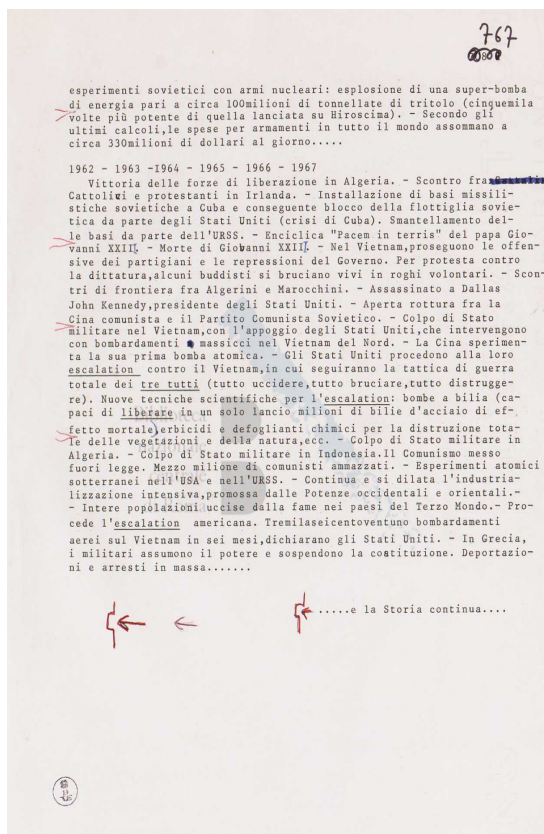 767
esperimenti sovietici con armi nucleari: esplosione di una super-bomba
di energia pari a circa 100milioni di tonnellate di tritolo (cinquemila
volte più potente di quella lanciata su Hiroscima). - Secondo gli
ultimi calcoli,le spese per armamenti in tutto il mondo assommano a
circa 330milioni di dollari al giorno.....
1962 - 1963 -I964 - 1965 - 1966 - 1967
Vittoria delle forze di liberazione in Algeria. - Scontro fra
Cattolici e protestanti in Irlanda. - Installazione di basi missili-
stiche sovietiche a Cuba e conseguente blocco della flottiglia sovie-
tica da parte degli Stati Uniti (crisi di Cuba). Smantellamento del-
le basi da parte dell'URSS. - Enciclica "Pacem in terris" del papa Gio-
vanni XXIII. - Morte di Giovanni XXIII. - Nel Vietnam,proseguono le offen-
sive dei partigiani e le repressioni del Governo. Per protesta contro
la dittatura,alcuni buddisti si bruciano vivi in roghi volontari. - Scon-
tri di frontiera fra Algerini e Marocchini. - Assassinato a Dallas
John Kennedy,presidente degli Stati Uniti. - Aperta rottura fra la
Cina comunista e il Partito Comunista Sovietico. - Colpo di Stato
militare nel Vietnam,con l'appoggio degli Stati Uniti,che intervengono
con bombardamenti massicci nel Vietnam del Nord. - La Cina sperimen-
ta la sua prima bomba atomica. - Gli Stati Uniti procedono alla loro
escalation contro il Vietnam,in cui seguiranno la tattica di guerra
totale dei tre tutti (tutto uccidere,tutto bruciare,tutto distrugge-
re). Nuove tecniche scientifiche per l'escalation: bombe a bilia (ca-
paci di liberare in un solo lancio milioni di bilie d'acciaio di ef-
fetto mortale)erbicidi e defoglianti chimici per la distruzione tota-
le delle vegetazioni e della natura,ecc. - Colpo di Stato militare in
Algeria. - Colpo di Stato militare in Indonesia.Il Comunismo messo
fuori legge. Mezzo milione di comunisti ammazzati. - Esperimenti atomici
sotterranei nell'USA e nell'URSS. - Continua e si dilata l'industria-
lizzazione intensiva,promossa dalle Potenze occidentali e orientali.-
- Intere popolazioni uccise dalla fame nei paesi del Terzo Mondo.- Pro-
cede l'escalation americana. Tremilaseicentoventuno bombardamenti
aerei sul Vietnam in sei mesi,dichiarano gli Stati Uniti. - In Grecia,
i militari assumono il potere e sospendono la costituzione. Deportazio-
ni e arresti in massa.......
.....e la Storia continua....